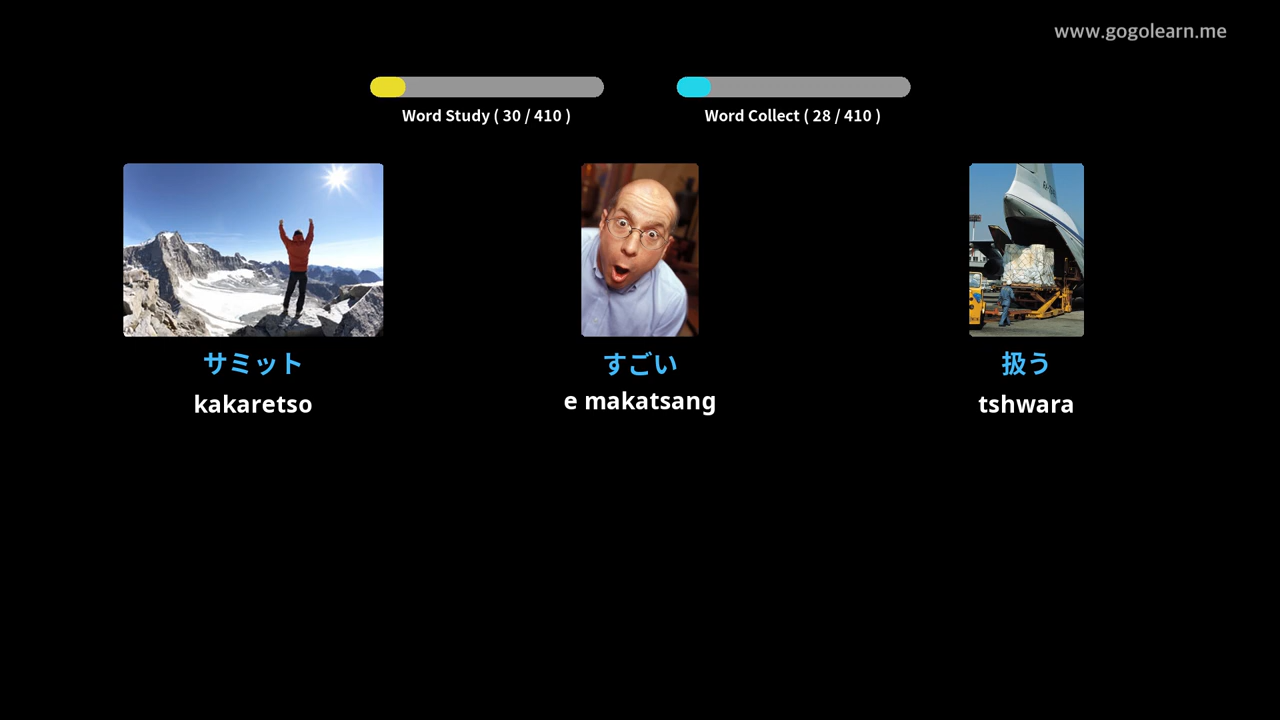 www.gogolearn.me
Word Study ( 30 / 410 )
Word Collect ( 28 / 410 )
サミット
すごい
扱う
kakaretso
e makatsang
tshwara